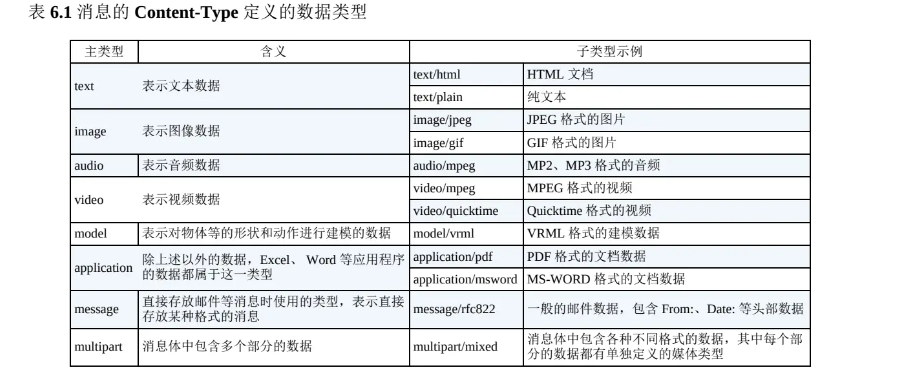 表 6.1 消息的 Content-Type 定义的数据类型
主类型 含义 子类型示例
text 表示文本数据 text/html HTML 文档
text/plain 纯文本
image 表示图像数据 image/jpeg JPEG 格式的图片
image/gif GIF 格式的图片
audio 表示音频数据 audio/mpeg MP2、MP3 格式的音频
video 表示视频数据 video/mpeg MPEG 格式的视频
video/quicktime Quicktime 格式的视频
model 表示对物体等的形状和动作进行建模的数据 model/vrml VRML 格式的建模数据
application 除上述以外的数据，Excel、 Word 等应用程序 application/pdf PDF 格式的文档数据
的数据都属于这一类型 application/msword MS-WORD 格式的文档数据
message 直接存放邮件等消息时使用的类型，表示直接 message/rfc822 一般的邮件数据，包含 From:、Date: 等头部数据
存放某种格式的消息
multipart 消息体中包含多个部分的数据 multipart/mixed 消息体中包含各种不同格式的数据，其中每个部
分的数据都有单独定义的媒体类型